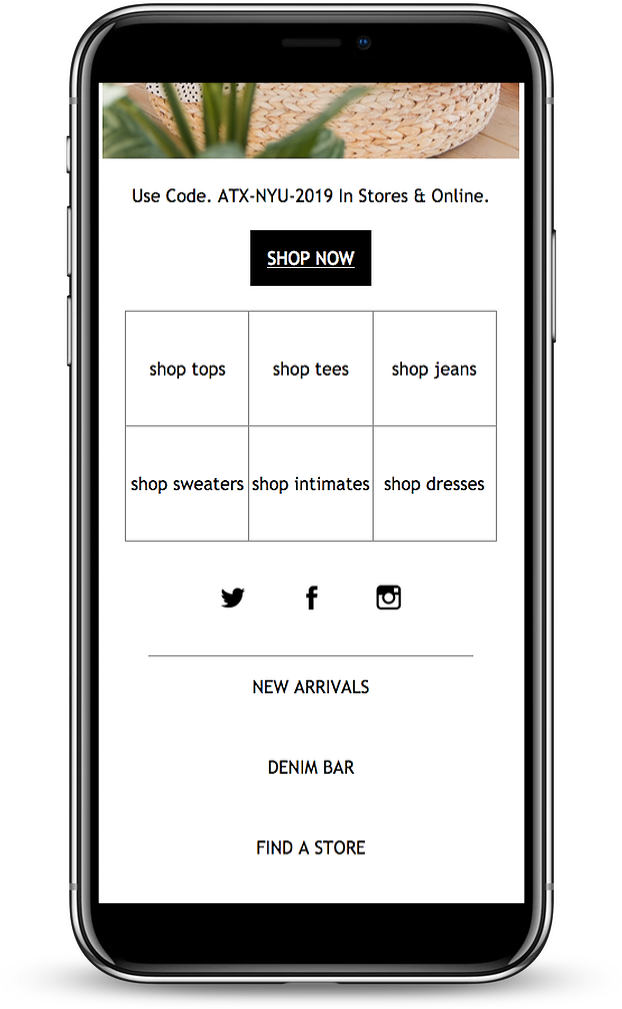 Use Code. ATX-NYU-2019 In Stores & Online.
SHOP NOW
shop tops shop tees shop jeans
shop sweaters shop intimates shop dresses
NEW ARRIVALS
DENIM BAR
FIND A STORE